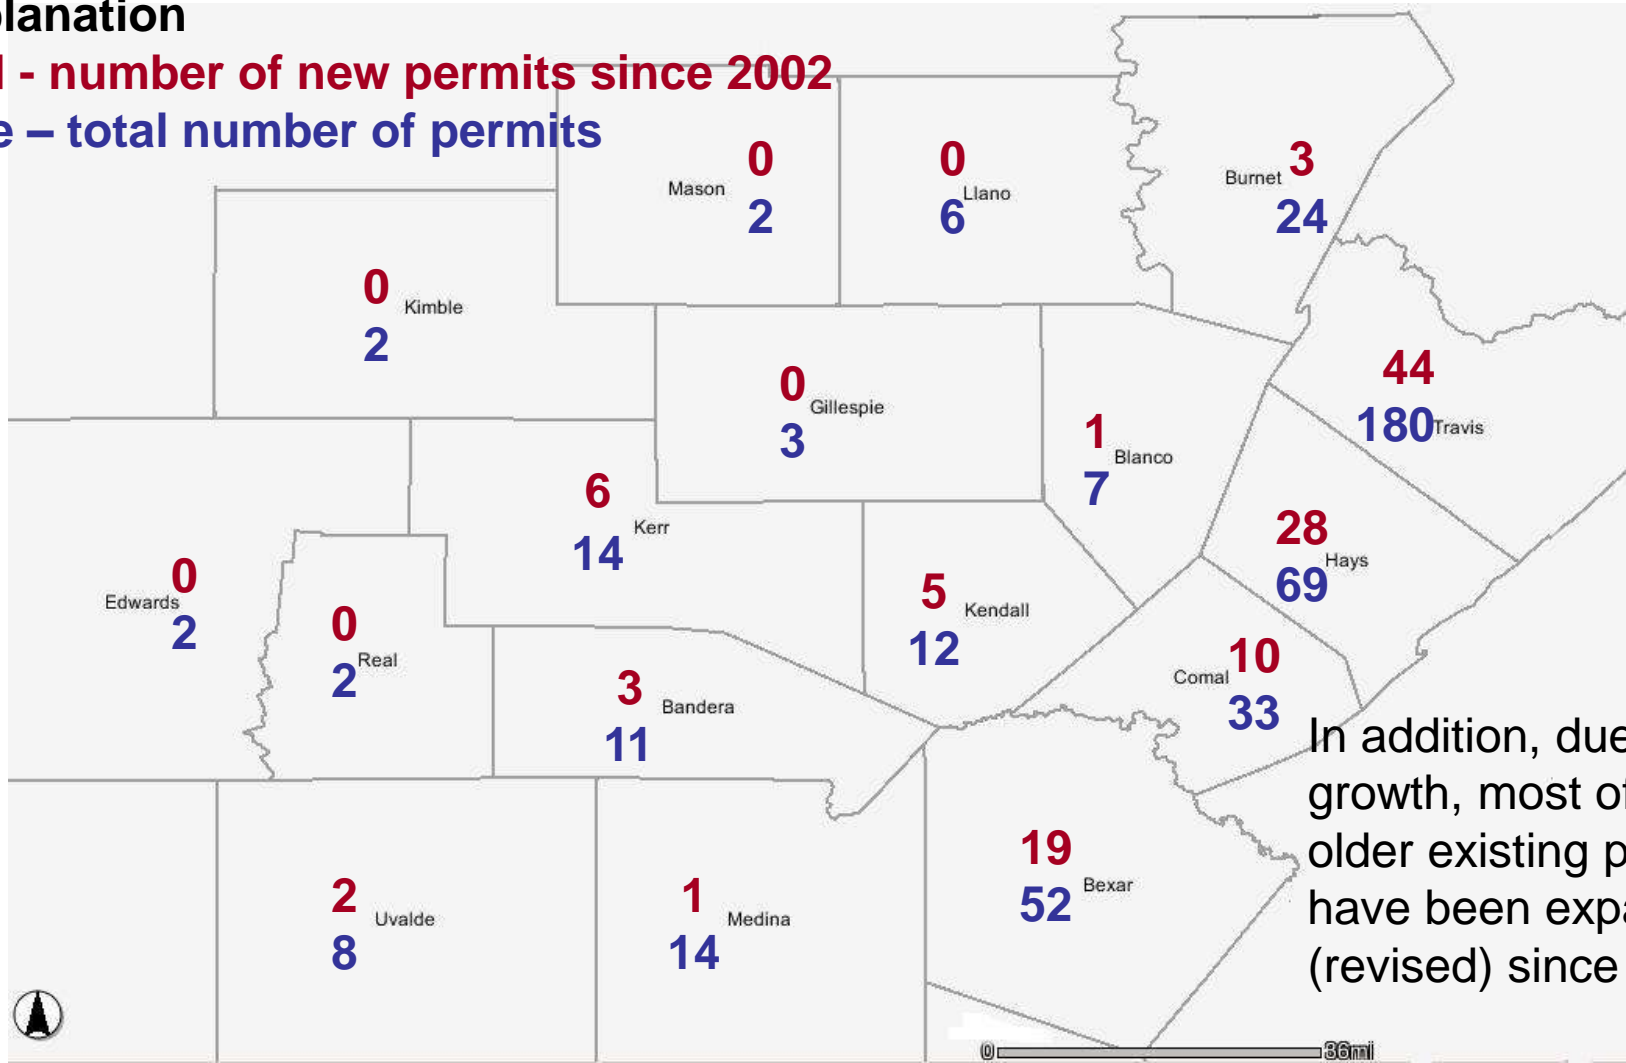 planation
- number of new permits since 2002
e – total number of permits
0
Mason
2
0
Llano
6
3
Burnet
24
0
Kimble
2
0
Gillespie
3
1
Blanco
7
44
180 Travis
6
Kerr
14
28
Hays
69
0
Edwards
2
0
Real
2
5
Kendall
12
10
Comal
33
3
Bandera
11
In addition, due
growth, most of
older existing p
have been expa
(revised) since
19
Bexar
52
2
Uvalde
8
1
Medina
14
0 36mi